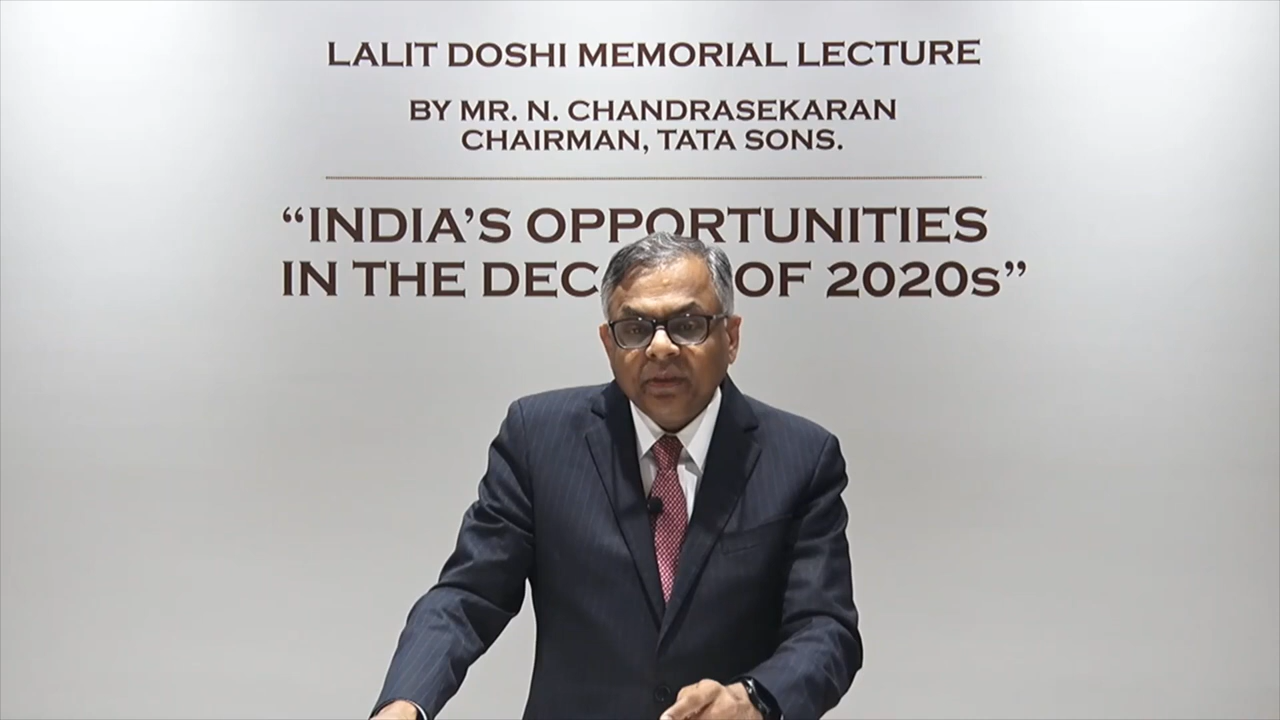 LALIT DOSHI MEMORIAL LECTURE
BY MR. N. CHANDRASEKARAN
CHAIRMAN, TATA SONS.
“INDIA’S OPPORTUNITIES
IN THE OF 2020s”